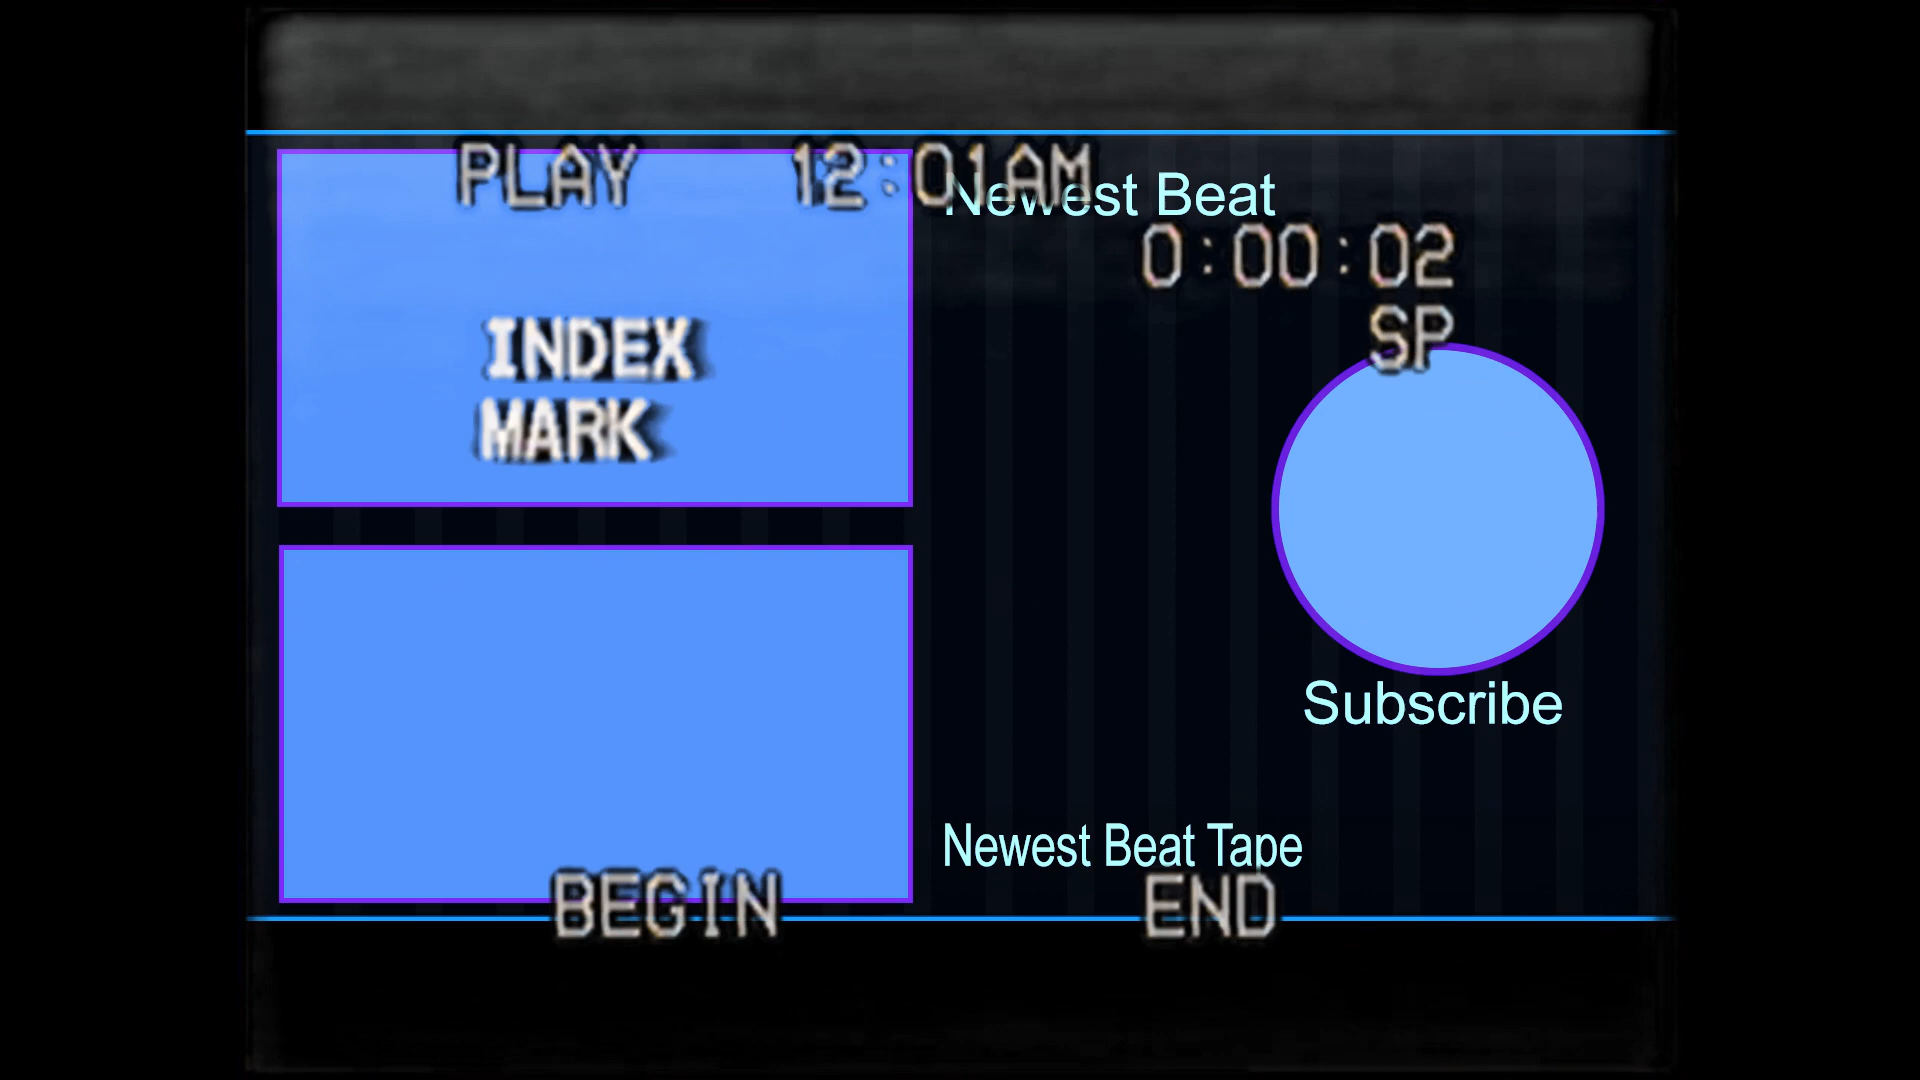 PLAY 12:01AM
Newest Beat
0:00:02
SP
INDEX
MARK
Subscribe
Newest Beat Tape
BEGIN END